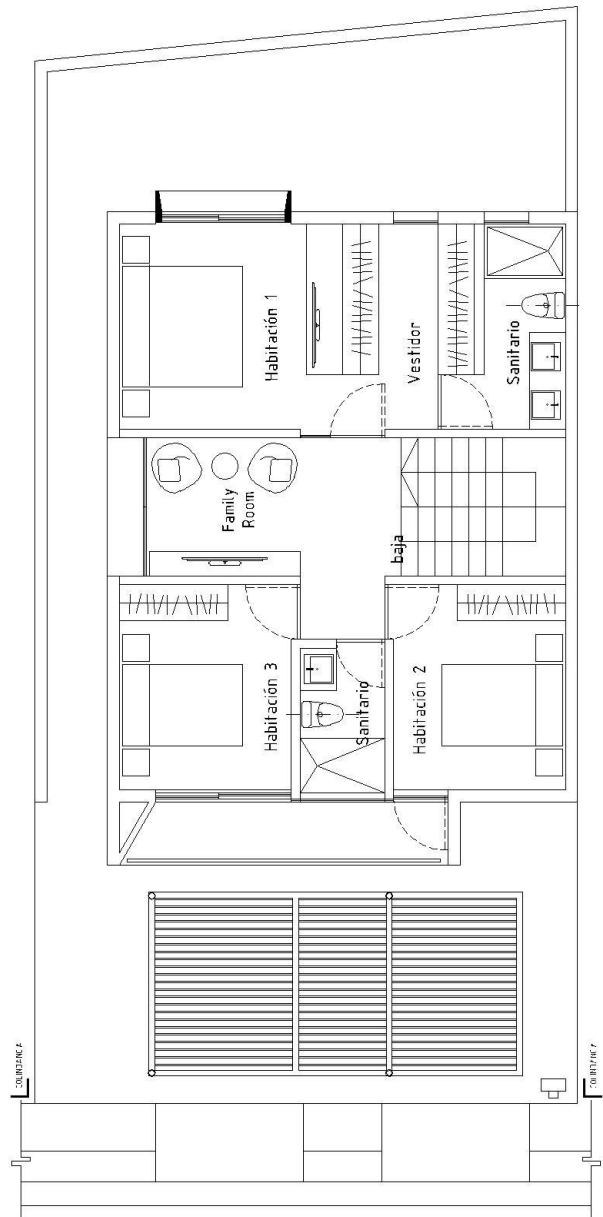 Habitación 1
Vestidor
Sanitario
Family
Room
baja
Habitación 3
Sanitario
Habitación 2
COLINDANCIA
COLINDANCIA